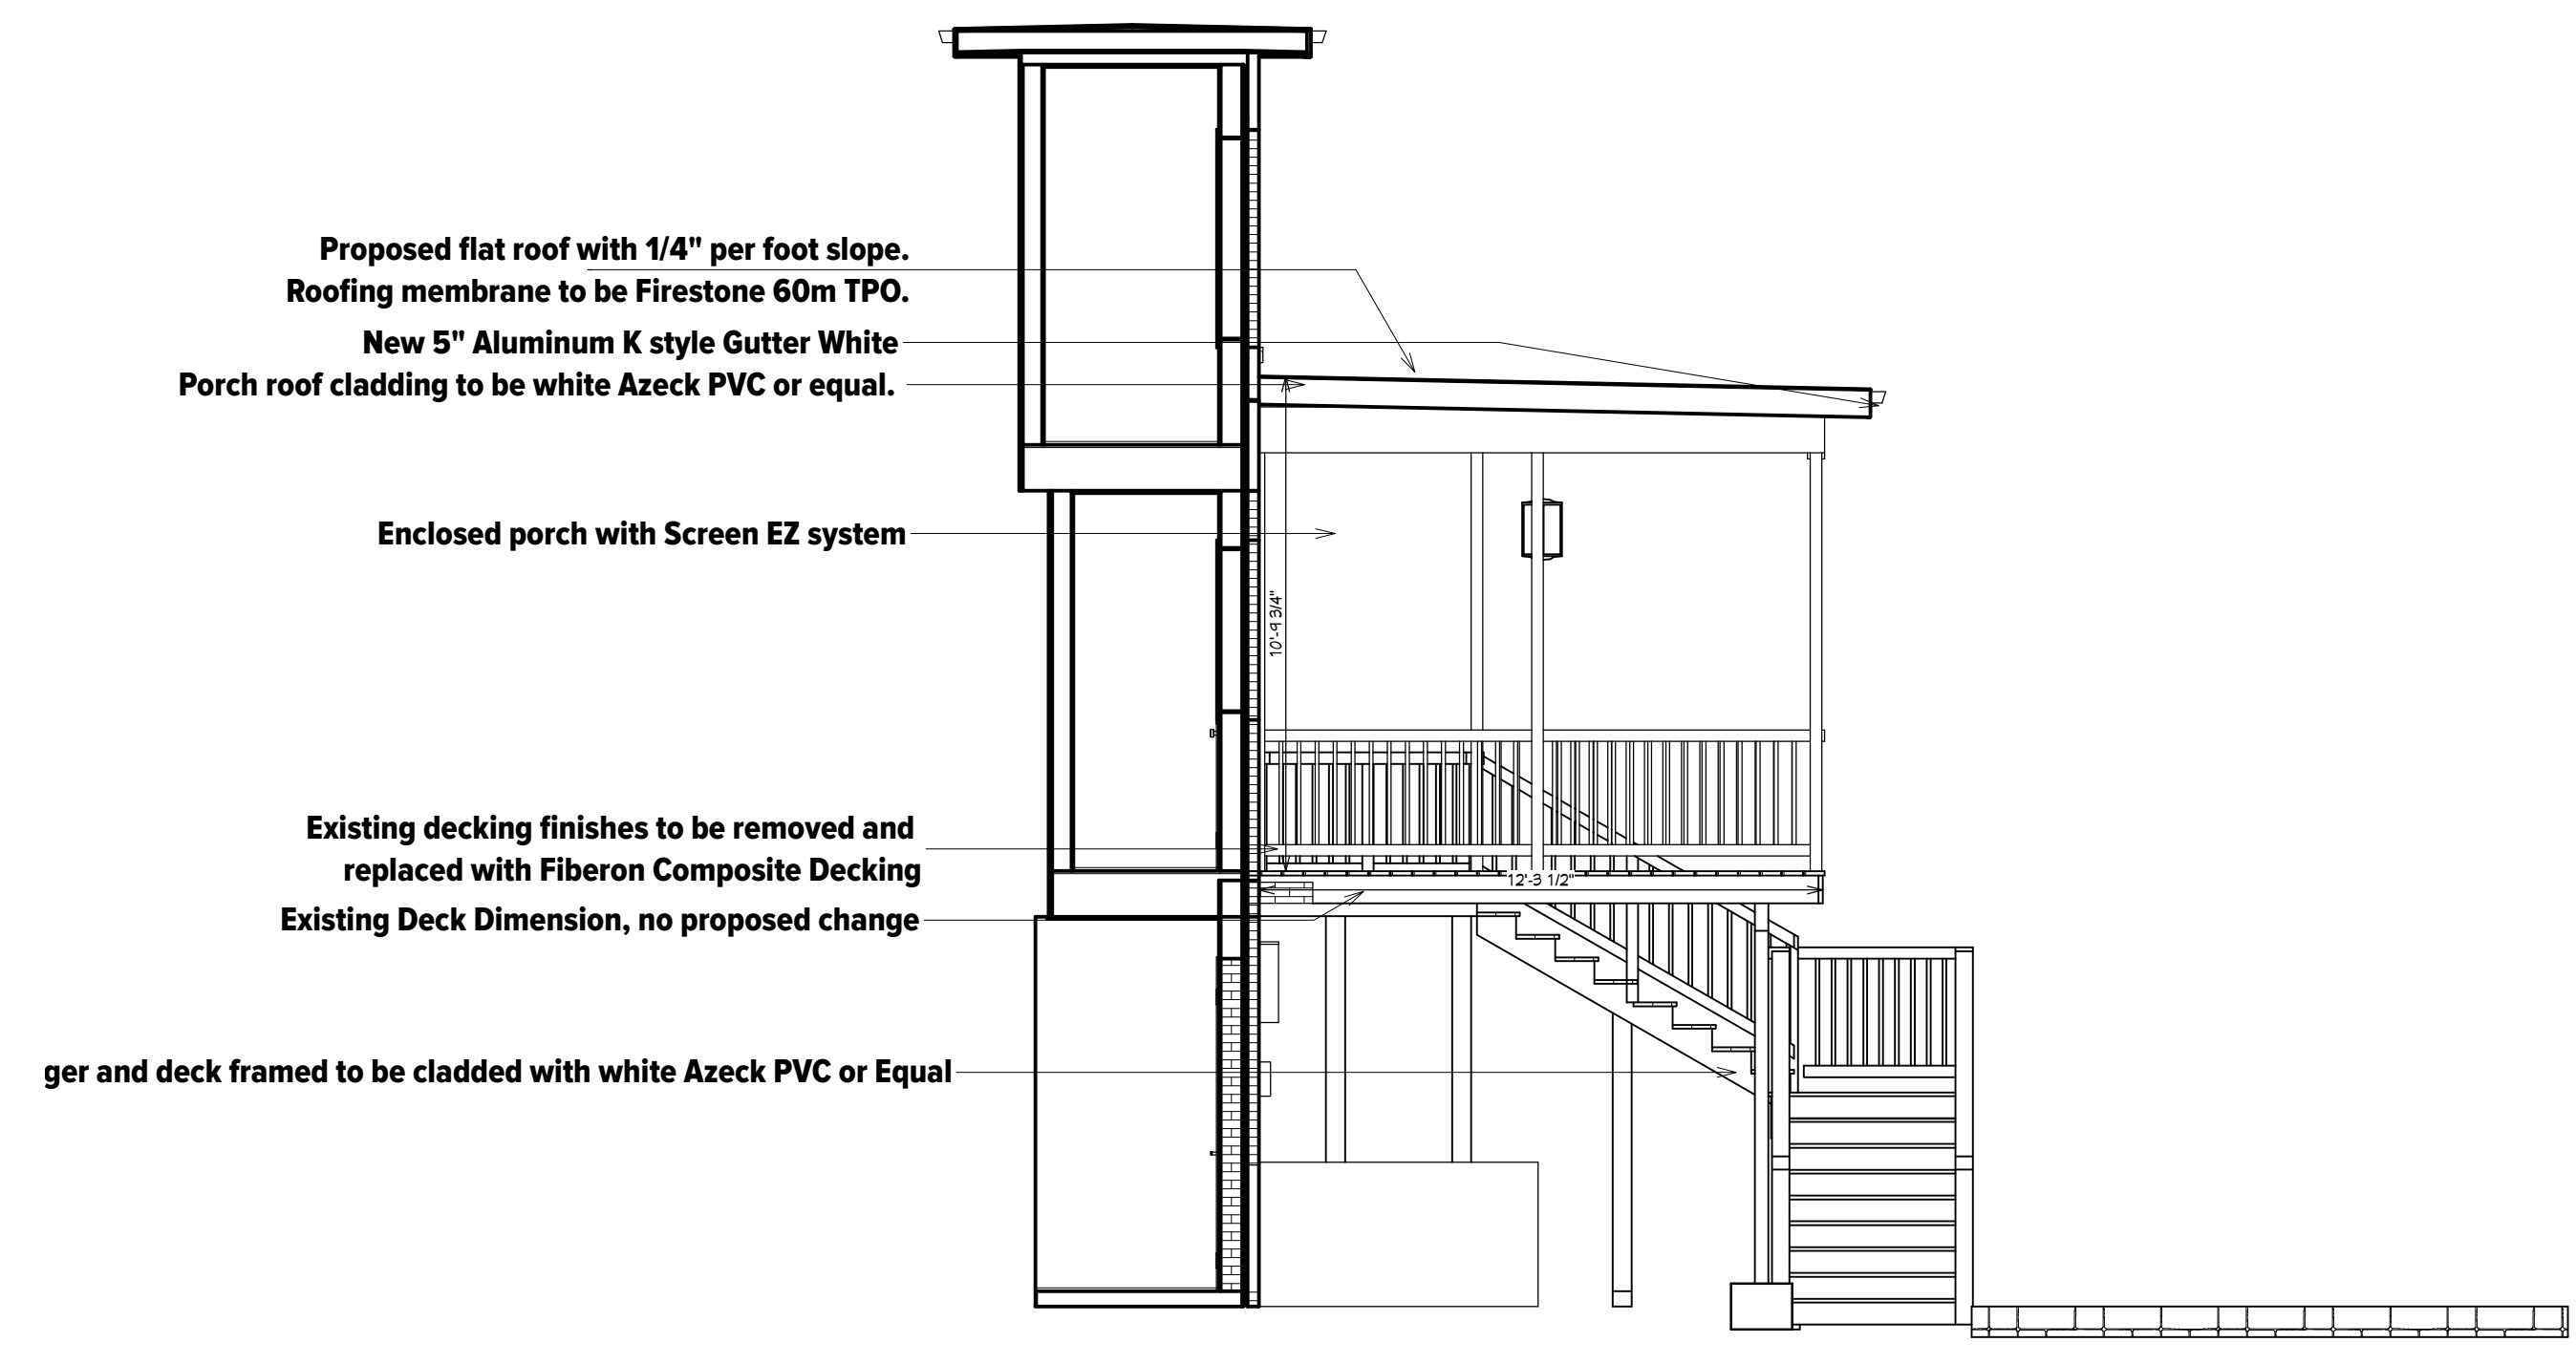 Proposed flat roof with 1/4" per foot slope.
Roofing membrane to be Firestone 60m TPO.
New 5" Aluminum K style Gutter White
Porch roof cladding to be white Azeck PVC or equal.
Enclosed porch with Screen EZ system
10'-9 3/4"
Existing decking finishes to be removed and
replaced with Fiberon Composite Decking
12'-3 1/2"
Existing Deck Dimension, no proposed change
ger and deck framed to be cladded with white Azeck PVC or Equal